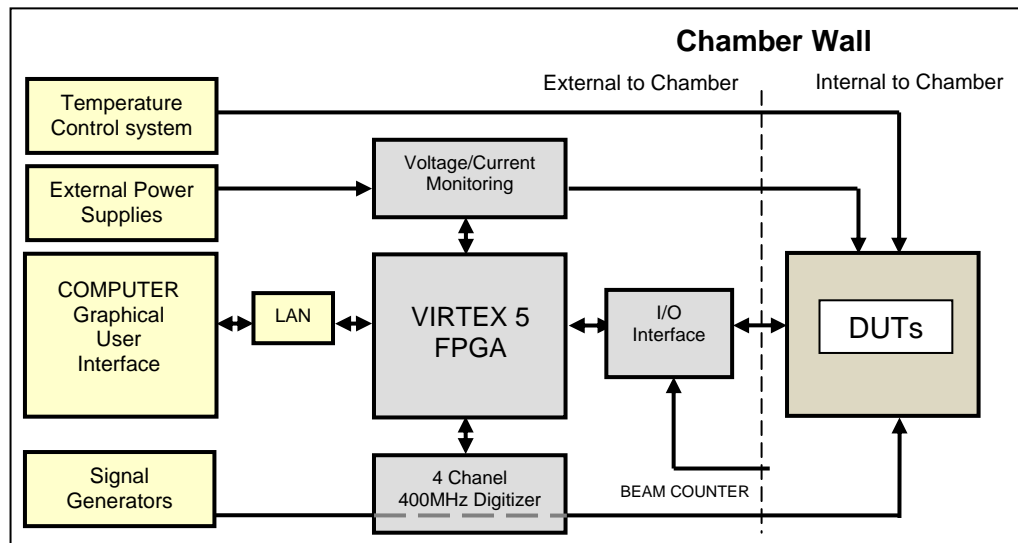 Chamber Wall
External to Chamber
Internal to Chamber
Temperature
Control system
Voltage/Current
Monitoring
External Power
Supplies
COMPUTER
Graphical
User
Interface
LAN
VIRTEX 5
FPGA
I/O
Interface
DUTs
Signal
Generators
4 Chanel
400MHz Digitizer
BEAM COUNTER